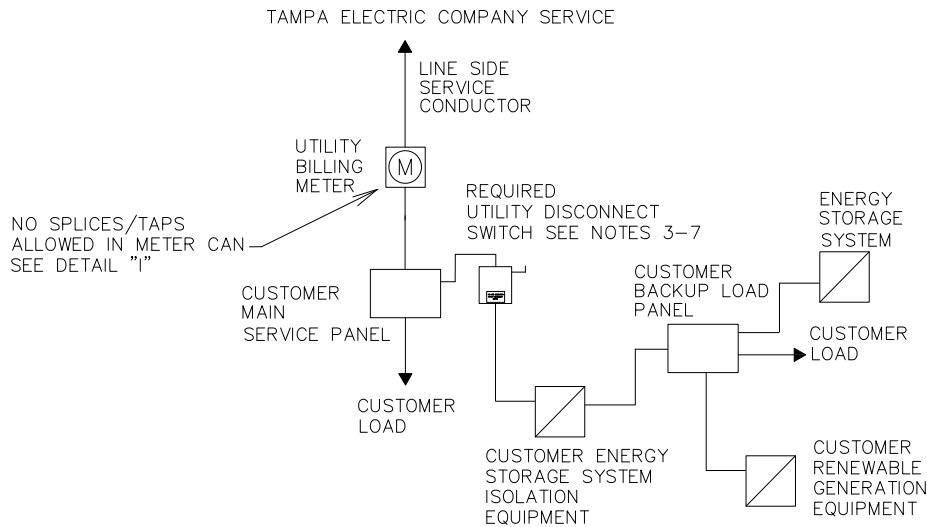 TAMPA ELECTRIC COMPANY SERVICE
LINE SIDE
SERVICE
CONDUCTOR
UTILITY
BILLING
METER
M
NO SPLICES/TAPS
ALLOWED IN METER CAN
SEE DETAIL "I"
REQUIRED
UTILITY DISCONNECT
SWITCH SEE NOTES 3-7
ENERGY
STORAGE
SYSTEM
CUSTOMER
MAIN
SERVICE PANEL
CUSTOMER
BACKUP LOAD
PANEL
CUSTOMER
LOAD
CUSTOMER
LOAD
CUSTOMER ENERGY
STORAGE SYSTEM
ISOLATION
EQUIPMENT
CUSTOMER
RENEWABLE
GENERATION
EQUIPMENT